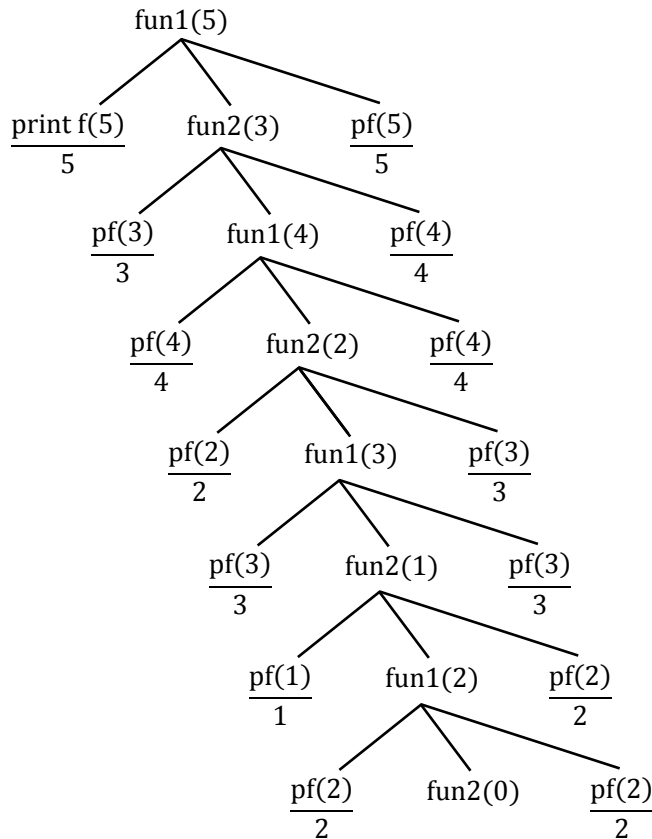 fun1(5)
print f(5) fun2(3) pf(5)
5 5
pf(3) fun1(4) pf(4)
3 4
pf(4) fun2(2) pf(4)
4 4
pf(2) fun1(3) pf(3)
2 3
pf(3) fun2(1) pf(3)
3 3
pf(1) fun1(2) pf(2)
1 2
pf(2) fun2(0) pf(2)
2 2